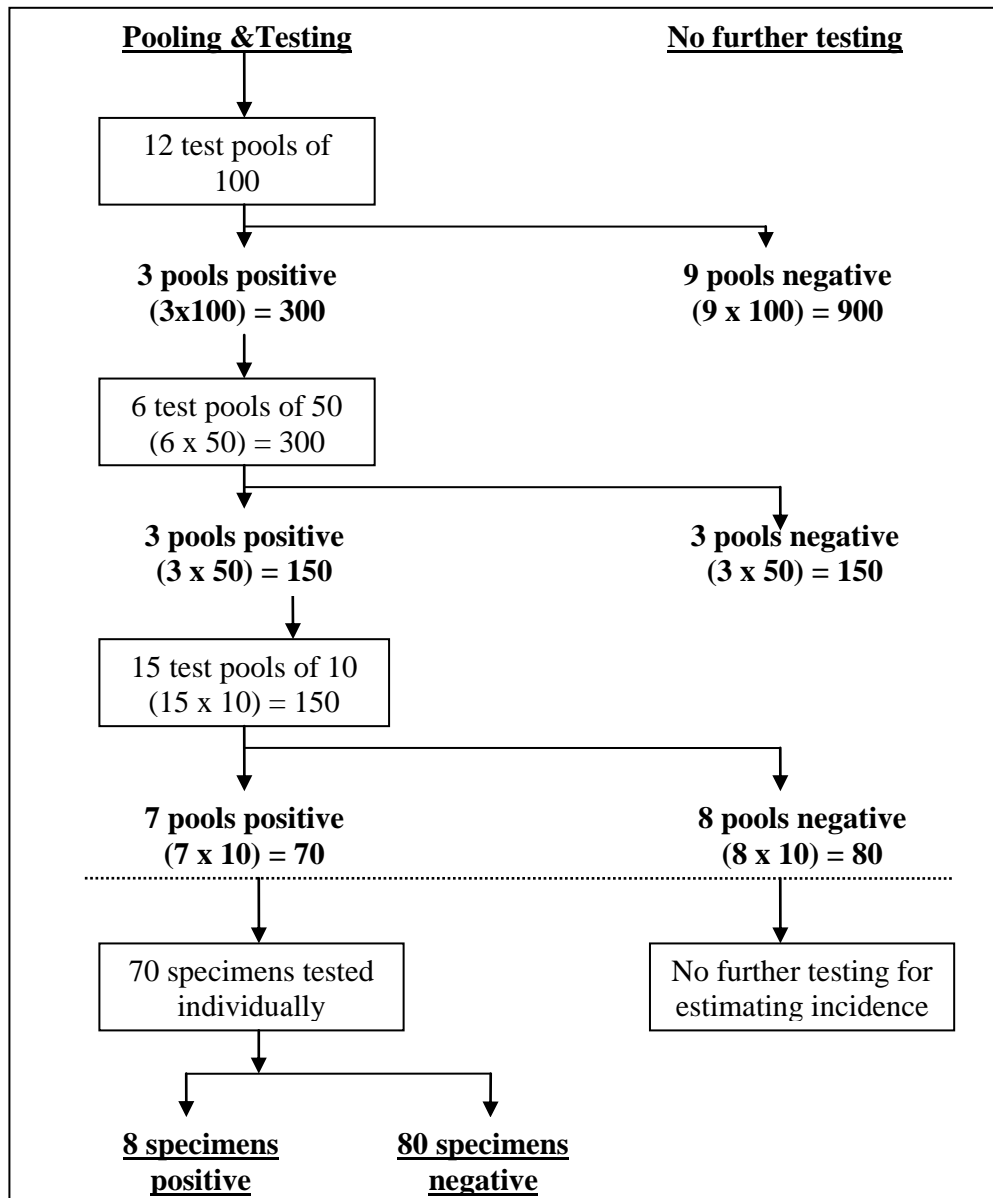 Pooling &Testing
No further testing
12 test pools of
100
3 pools positive
(3x100) = 300
9 pools negative
(9 x 100) = 900
6 test pools of 50
(6 x 50) = 300
3 pools positive
(3 x 50) = 150
3 pools negative
(3 x 50) = 150
15 test pools of 10
(15 x 10) = 150
7 pools positive
(7 x 10) = 70
8 pools negative
(8 x 10) = 80
70 specimens tested
individually
No further testing for
estimating incidence
8 specimens
positive
80 specimens
negative